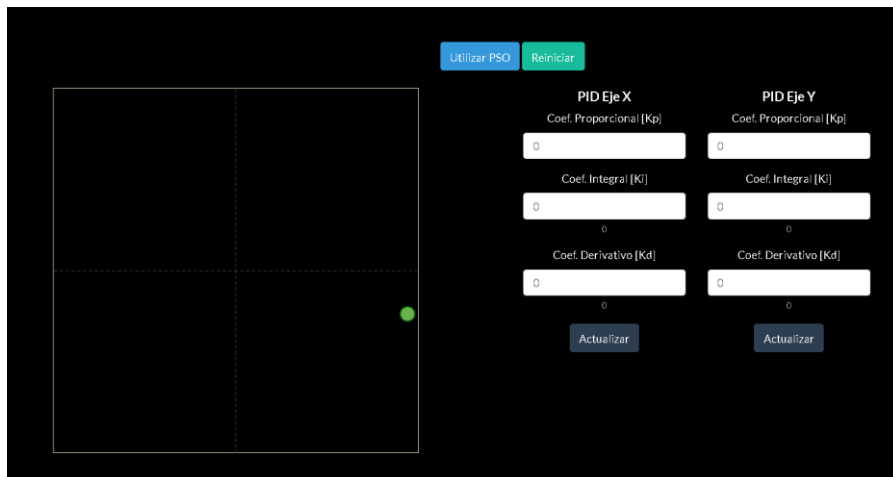 Utilizar PSO Reiniciar
PID Eje X PID Eje Y
Coef. Proporcional [Kp] Coef. Proporcional [Kp]
0 0
Coef. Integral [Ki] Coef. Integral [Ki]
0 0
0 0
Coef. Derivativo [Kd] Coef. Derivativo [Kd]
0 0
0 0
Actualizar Actualizar